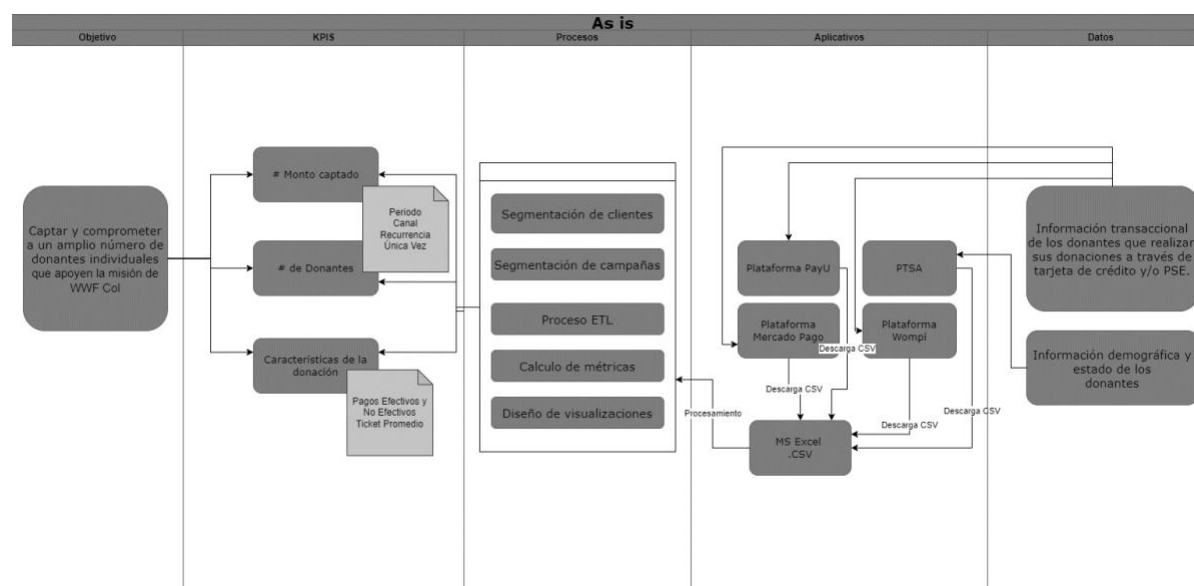 As is
Objetivo
KPIS
Procesos
Aplicativos
Datos
Captar y comprometer
a un amplio número de
donantes individuales
que apoyen la misión de
WWF Col
# Monto captado
Periodo
Canal
Recurrencia
Única Vez
# de Donantes
Características de la
donación
Pagos Efectivos y
No Efectivos
Ticket Promedio
Segmentación de clientes
Segmentación de campañas
Proceso ETL
Calculo de métricas
Diseño de visualizaciones
Plataforma PayU
PTSA
Plataforma
Mercado Pago
Plataforma
Wompi
Descarga CSV
Descarga CSV
Descarga CSV
Descarga CSV
Procesamiento
MS Excel
.CSV
Información transaccional
de los donantes que realizan
sus donaciones a través de
tarjeta de crédito y/o PSE.
Información demográfica y
estado de los
donantes